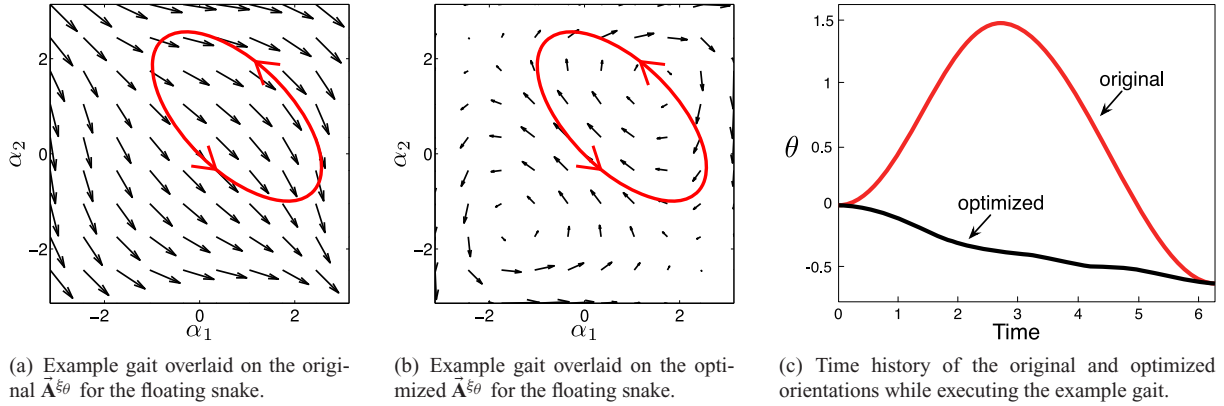 α₂
2
0
−2
−2
0
2
α₁
α₂
2
0
−2
−2
0
2
α₁
θ
1.5
1
0.5
0
-0.5
0
1
2
3
4
5
6
Time
original
optimized
(a) Example gait overlaid on the origi-
nal A⃗^ξθ for the floating snake.
(b) Example gait overlaid on the opti-
mized A⃗^ξθ for the floating snake.
(c) Time history of the original and optimized
orientations while executing the example gait.